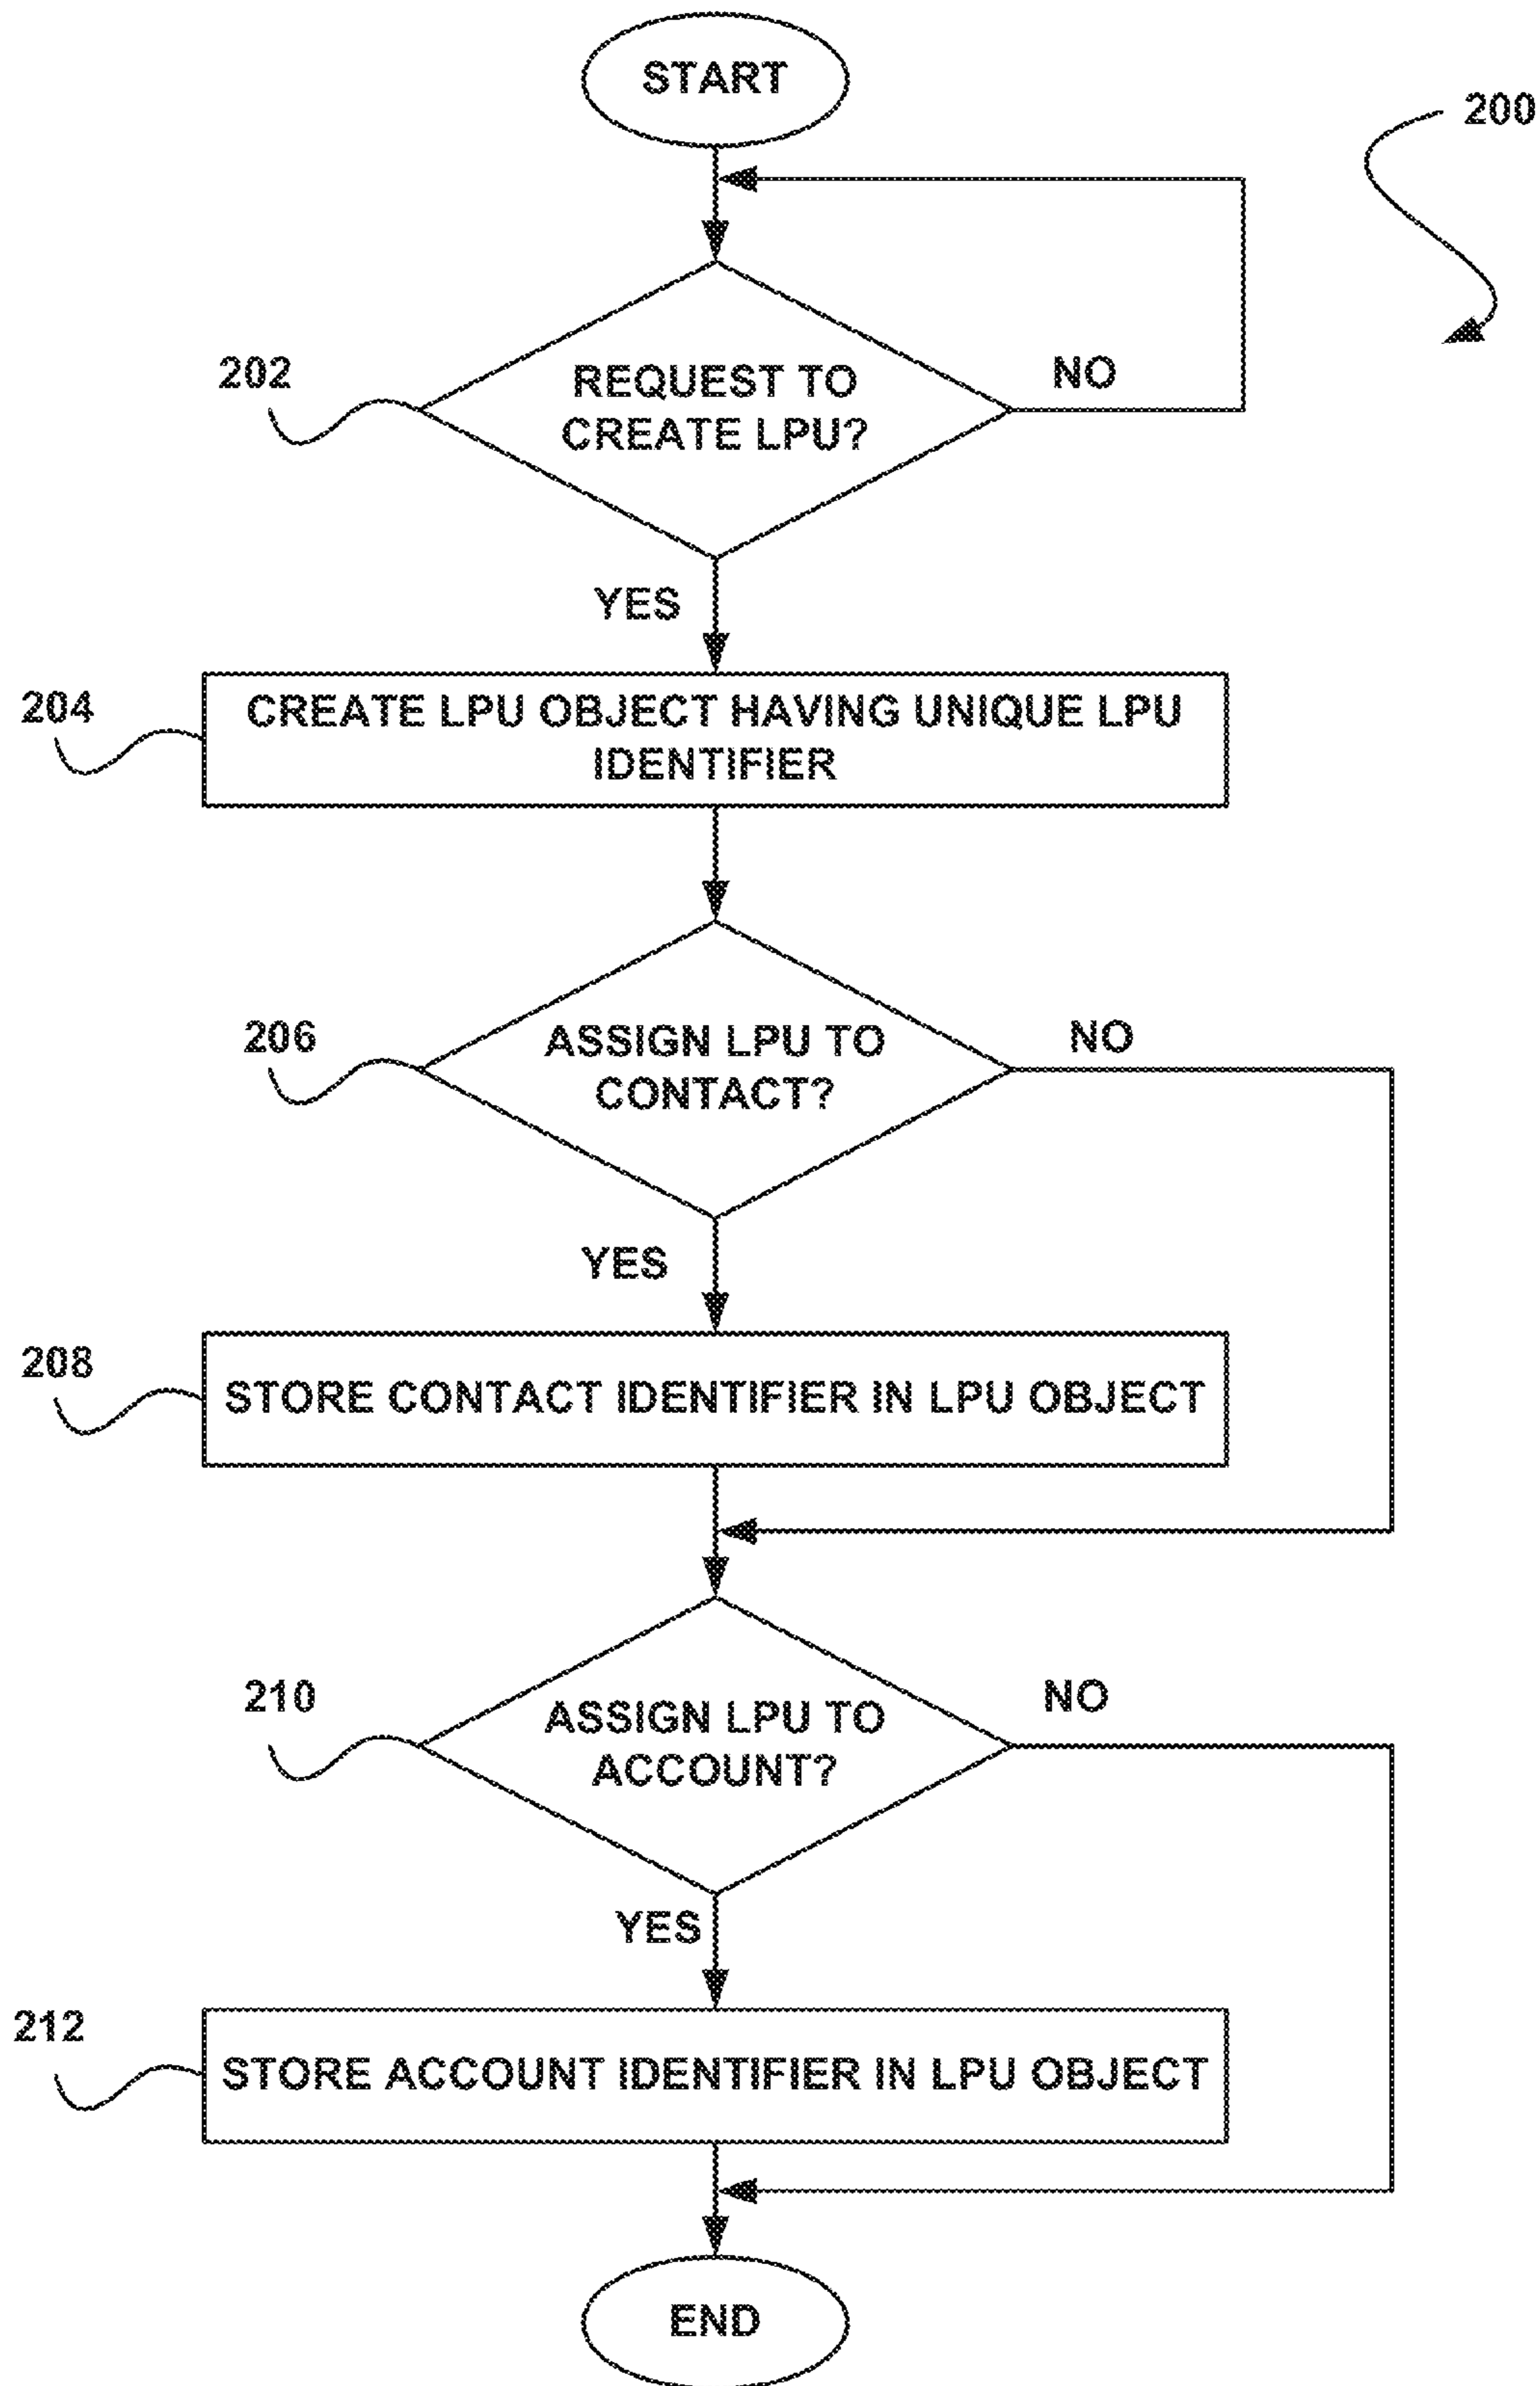 START
200
202
REQUEST TO
CREATE LPU?
NO
YES
204
CREATE LPU OBJECT HAVING UNIQUE LPU
IDENTIFIER
206
ASSIGN LPU TO
CONTACT?
NO
YES
208
STORE CONTACT IDENTIFIER IN LPU OBJECT
210
ASSIGN LPU TO
ACCOUNT?
NO
YES
212
STORE ACCOUNT IDENTIFIER IN LPU OBJECT
END